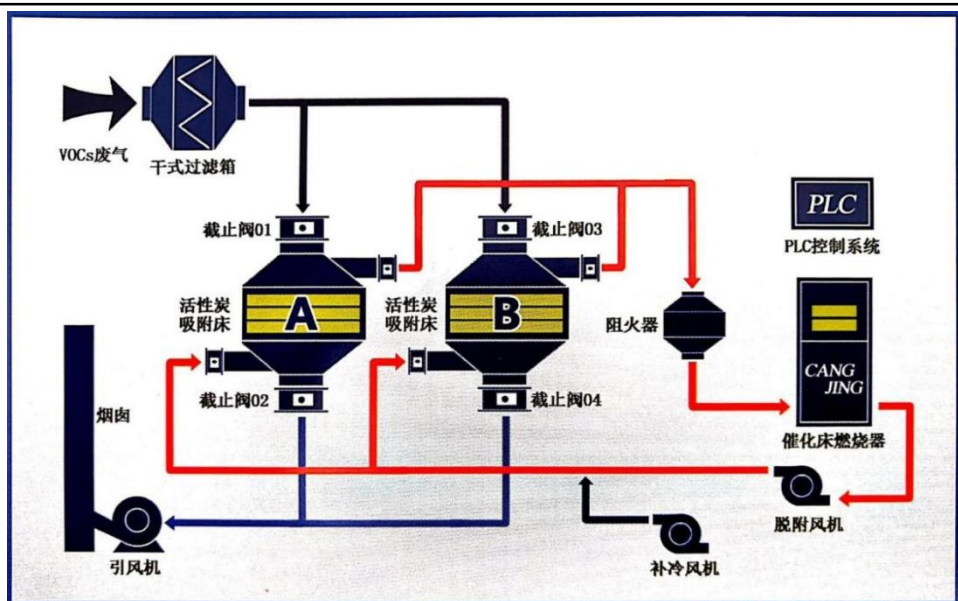 VOCs废气
干式过滤箱
截止阀01
截止阀03
PLC
PLC控制系统
活性炭
吸附床
A
活性炭
吸附床
B
阻火器
CANG
JING
催化床燃烧器
烟囱
截止阀02
截止阀04
脱附风机
引风机
补冷风机